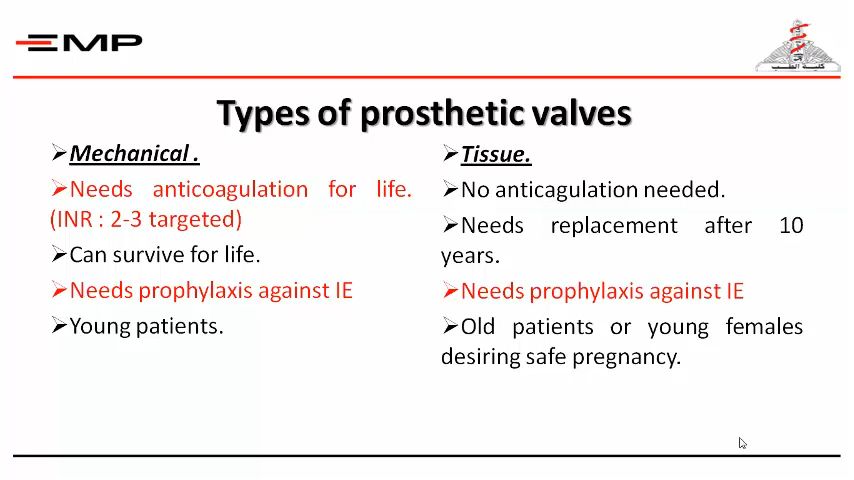 EMP
كلية الطب
Types of prosthetic valves
➢Mechanical .
➢Needs anticoagulation for life.
(INR : 2-3 targeted)
➢Can survive for life.
➢Needs prophylaxis against IE
➢Young patients.
➢Tissue.
➢No anticagulation needed.
➢Needs replacement after 10
years.
➢Needs prophylaxis against IE
➢Old patients or young females
desiring safe pregnancy.